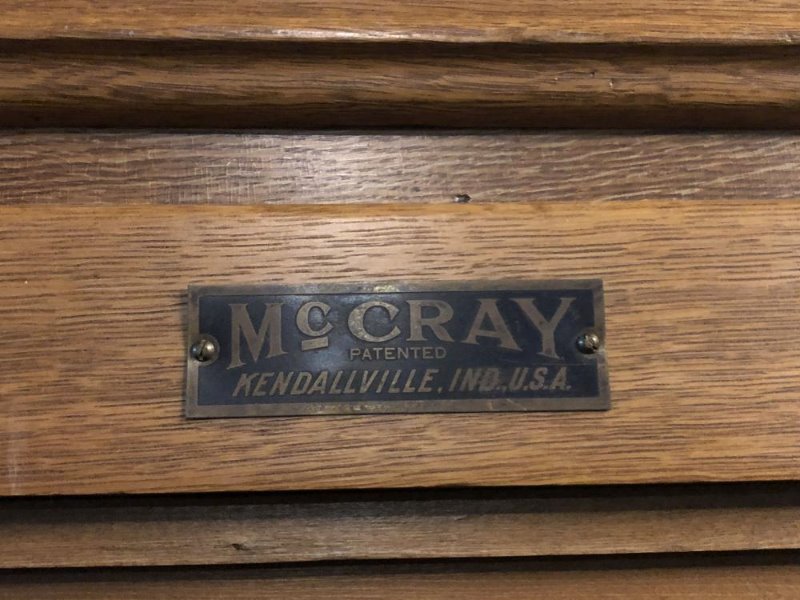 McCRAY
PATENTED
KENDALLVILLE, IND., U.S.A.